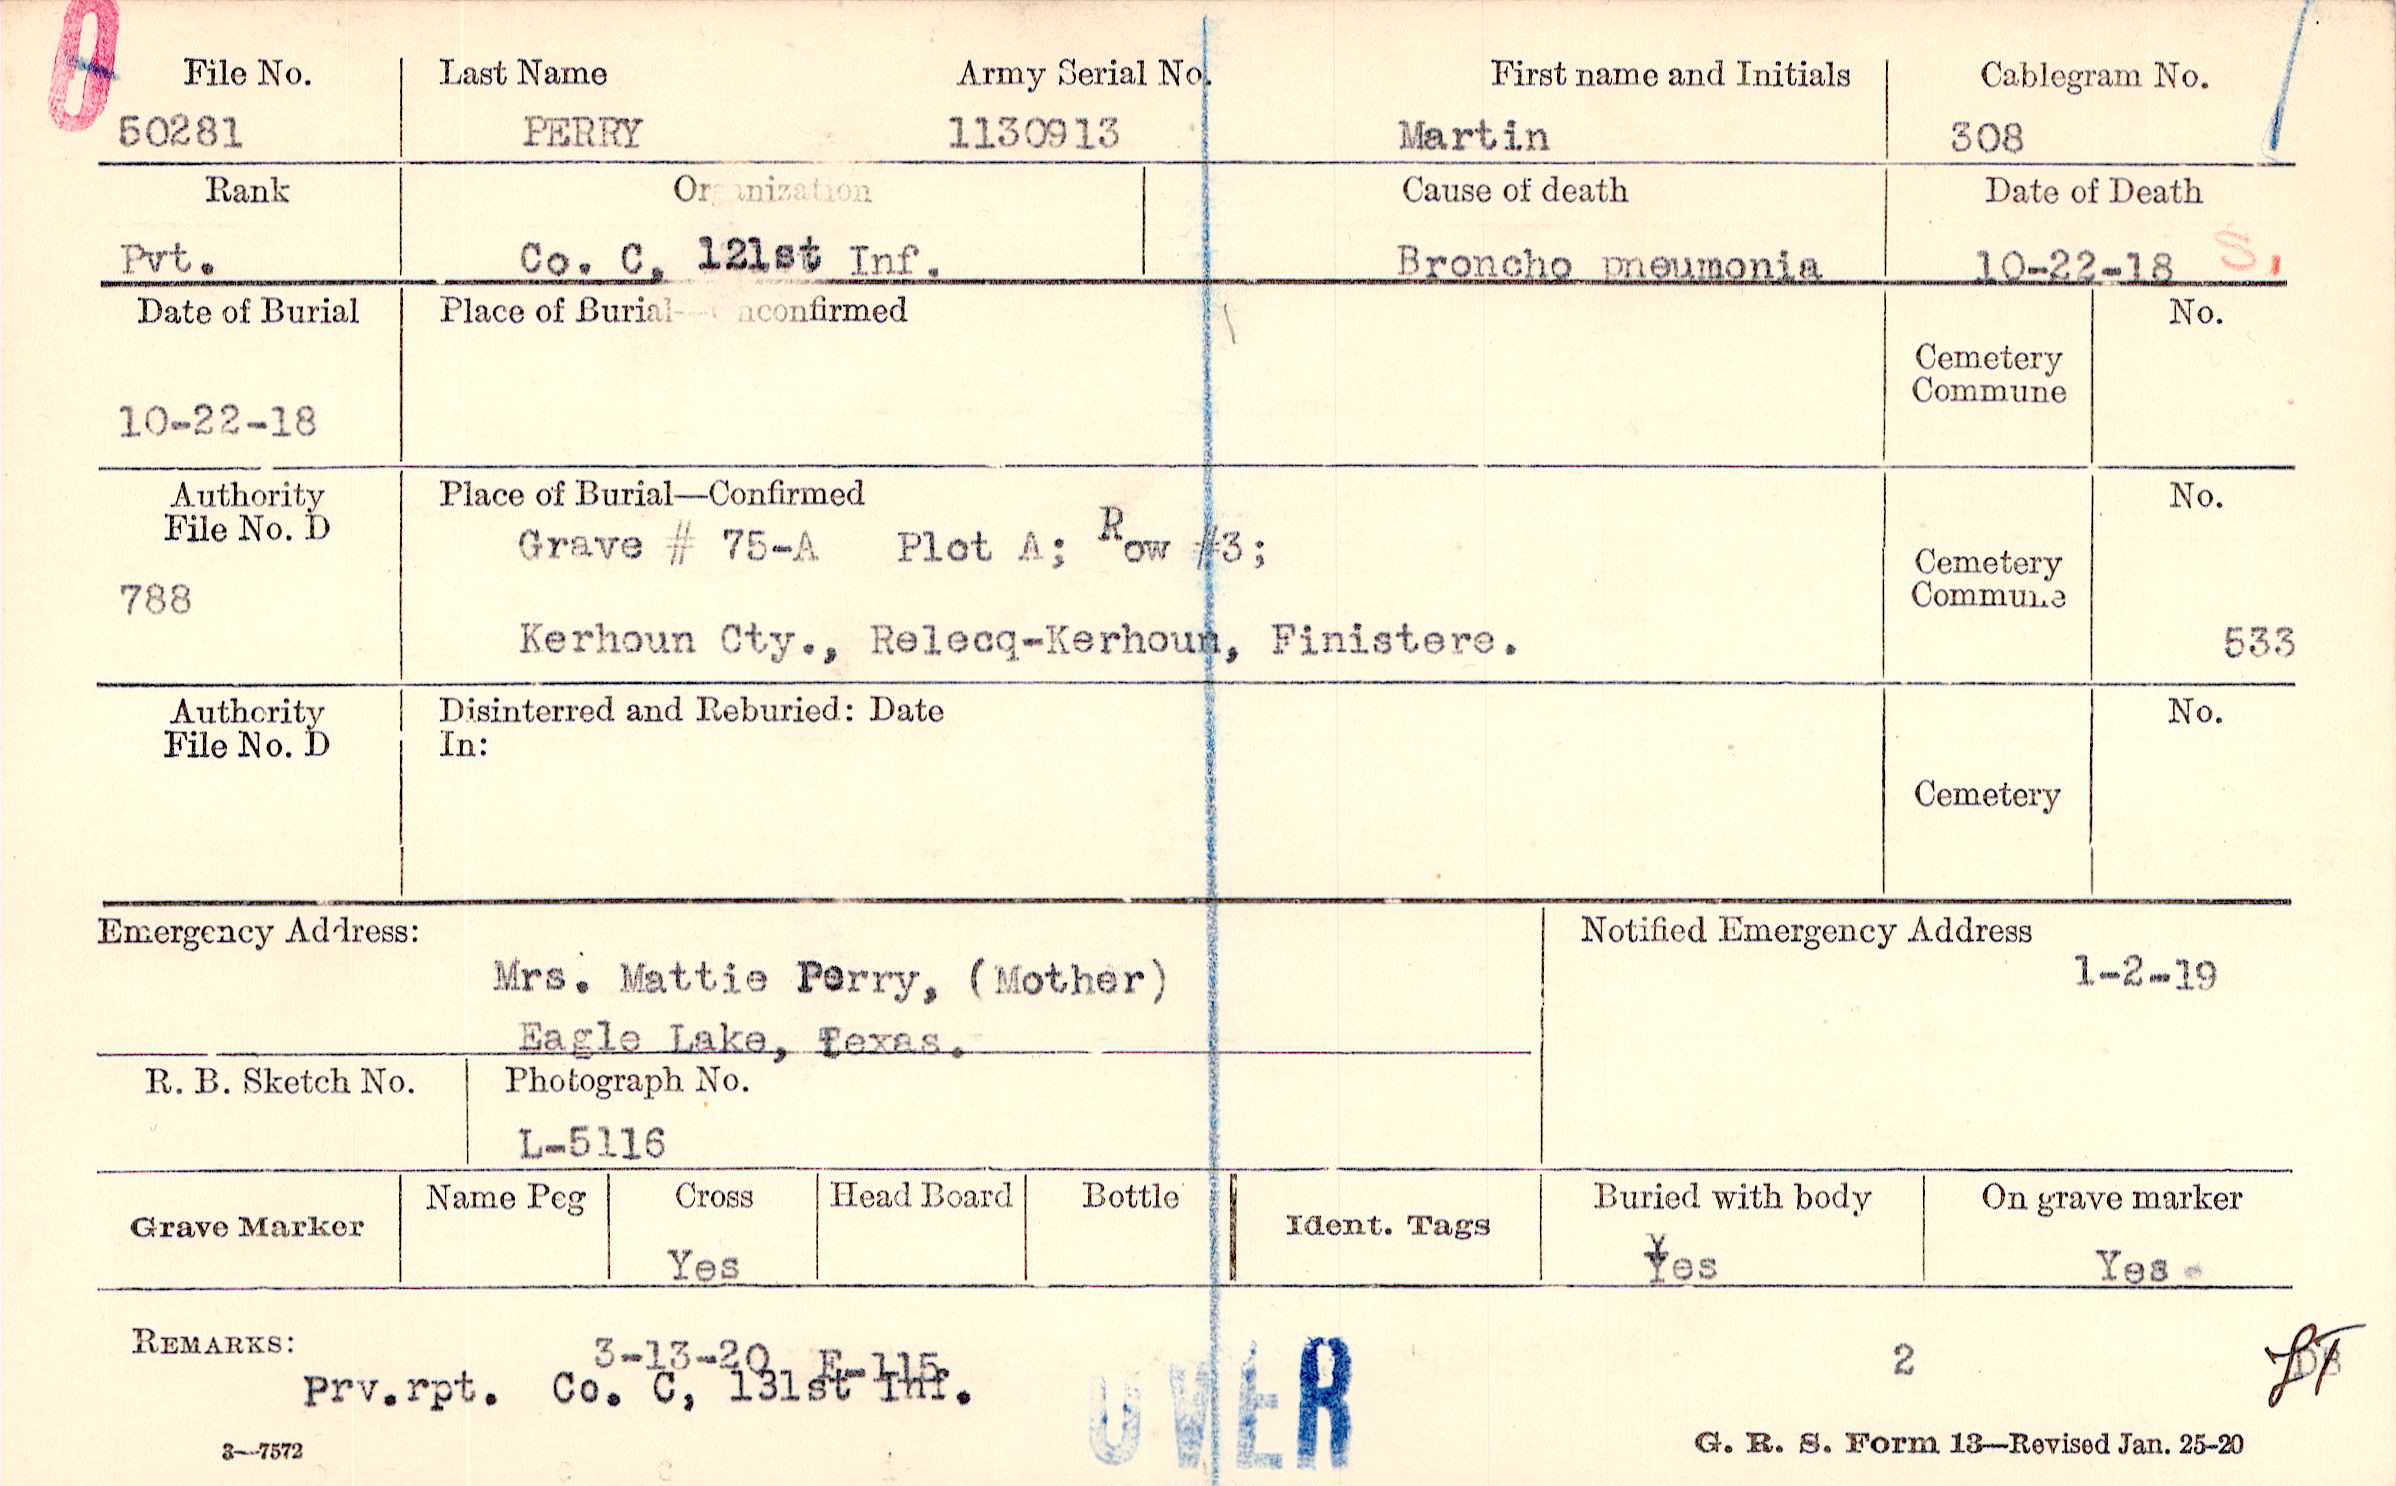 File No. Last Name Army Serial No. First name and Initials Cablegram No.
50281 PERRY 1130913 Martin 308
Rank Organization Cause of death Date of Death
Pvt. Co. C, 121st Inf. Broncho pneumonia 10-22-18 S.
Date of Burial Place of Burial—Unconfirmed No.
Cemetery
Commune
10-22-18
Authority Place of Burial—Confirmed No.
File No. D
Grave # 75-A Plot A; Row #3;
Cemetery
Commune
788
Kerhoun Cty., Relecq-Kerhoun, Finistere. 533
Authority Disinterred and Reburied: Date No.
File No. D In:
Cemetery
Emergency Address: Notified Emergency Address
Mrs. Mattie Perry, (Mother) 1-2-19
Eagle Lake, Texas.
R. B. Sketch No. Photograph No.
L-5116
Grave Marker Name Peg Cross Head Board Bottle Ident. Tags Buried with body On grave marker
Yes Yes Yes.
REMARKS: 3-13-20 E-115 2
Prv.rpt. Co. C, 131st Inf.
OVER
3—7572 G. R. S. Form 13—Revised Jan. 25-20